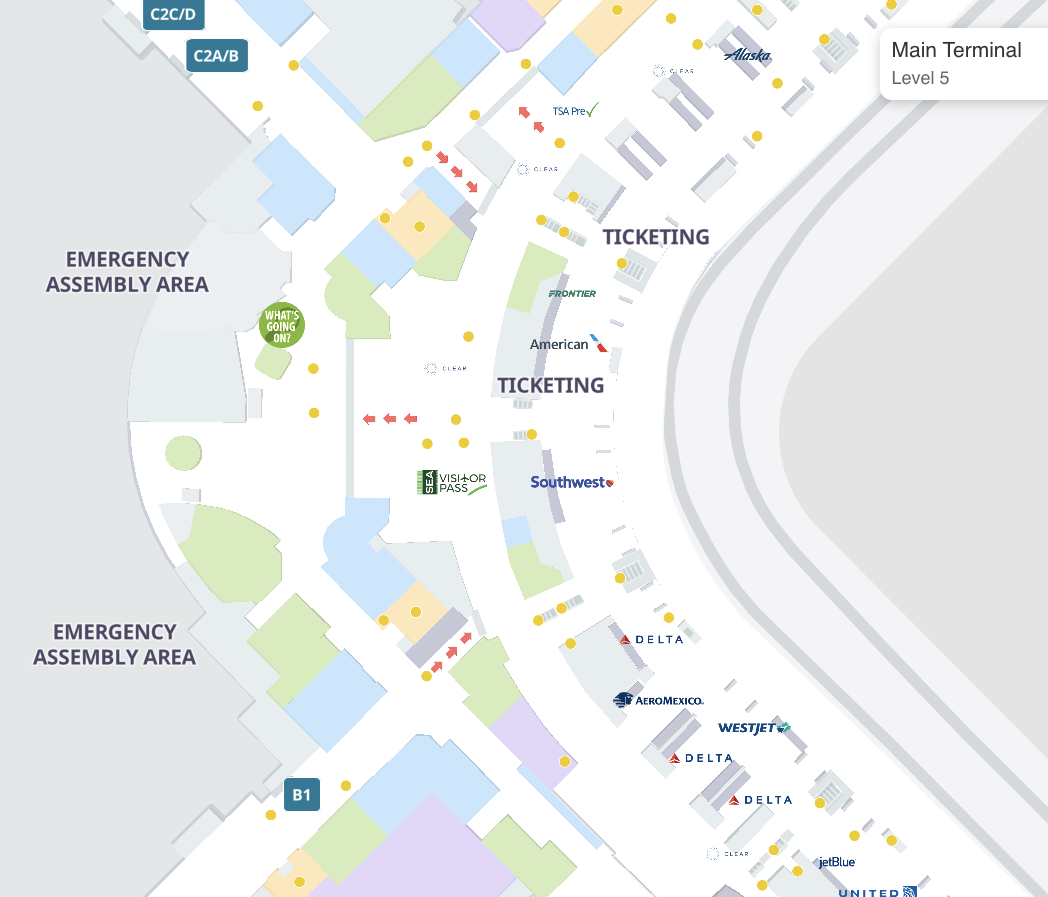 C2C/D
C2A/B
Main Terminal
Level 5
Alaska
CLEAR
TSA Pre✓
CLEAR
TICKETING
EMERGENCY
ASSEMBLY AREA
FRONTIER
WHAT'S
GOING
ON?
American
CLEAR
TICKETING
SEA
VISITOR
PASS
Southwest
EMERGENCY
ASSEMBLY AREA
DELTA
AEROMEXICO
WESTJET
DELTA
B1
DELTA
CLEAR
jetBlue
UNITED